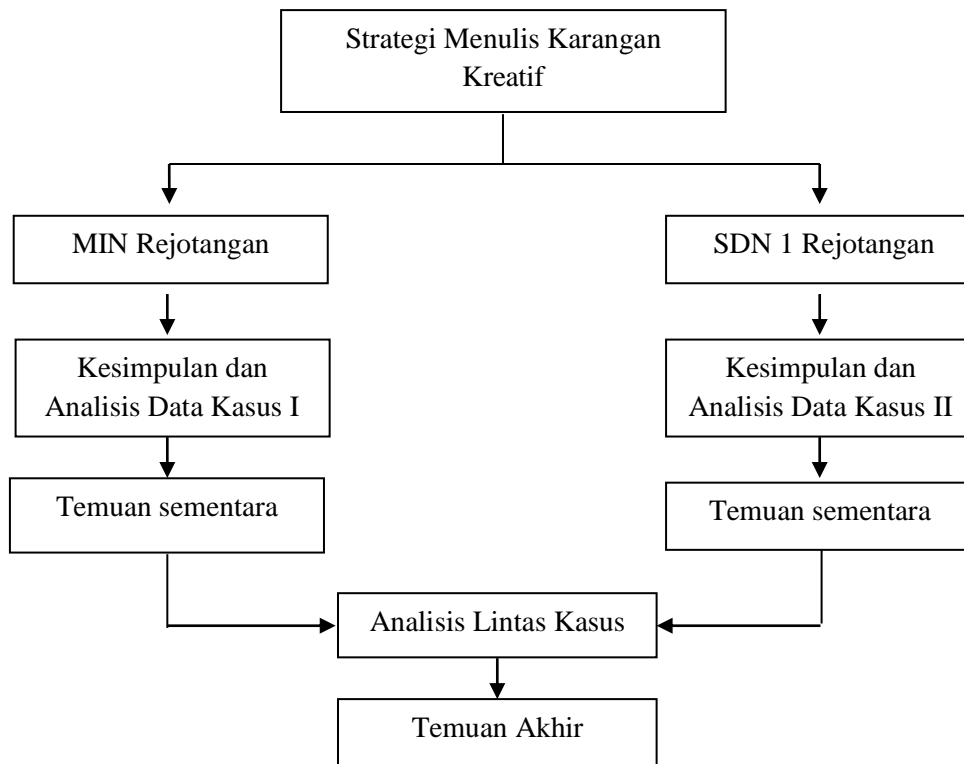 Strategi Menulis Karangan
Kreatif
MIN Rejotangan
SDN 1 Rejotangan
Kesimpulan dan
Analisis Data Kasus I
Kesimpulan dan
Analisis Data Kasus II
Temuan sementara
Temuan sementara
Analisis Lintas Kasus
Temuan Akhir